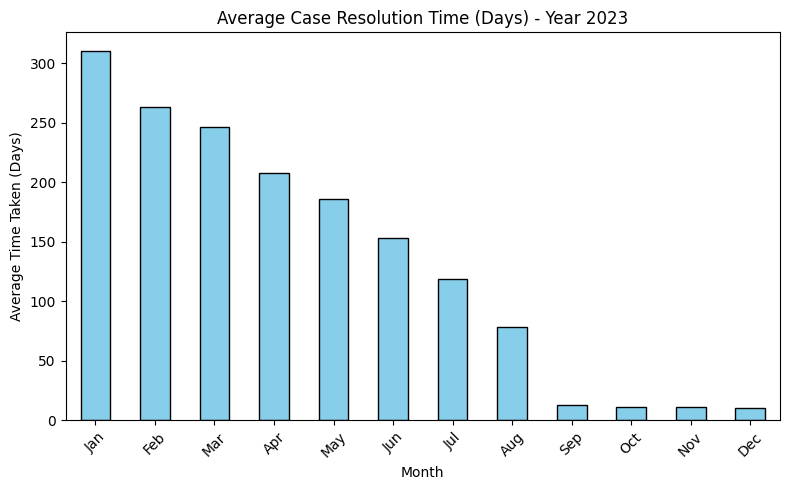 Average Case Resolution Time (Days) - Year 2023
Average Time Taken (Days)
300
250
200
150
100
50
0
Jan Feb Mar Apr May Jun Jul Aug Sep Oct Nov Dec
Month